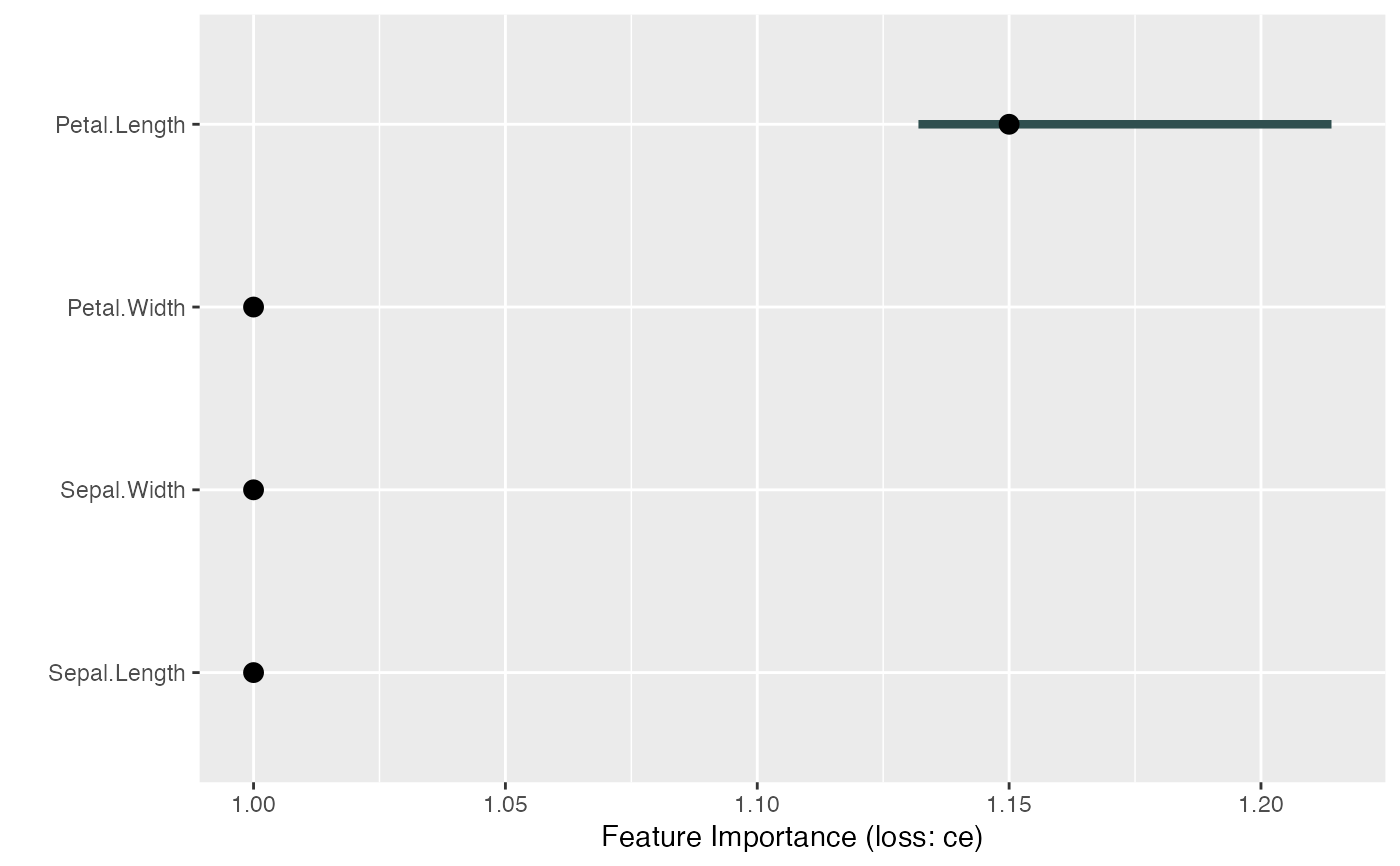 Petal.Length
Petal.Width
Sepal.Width
Sepal.Length
1.00 1.05 1.10 1.15 1.20
Feature Importance (loss: ce)